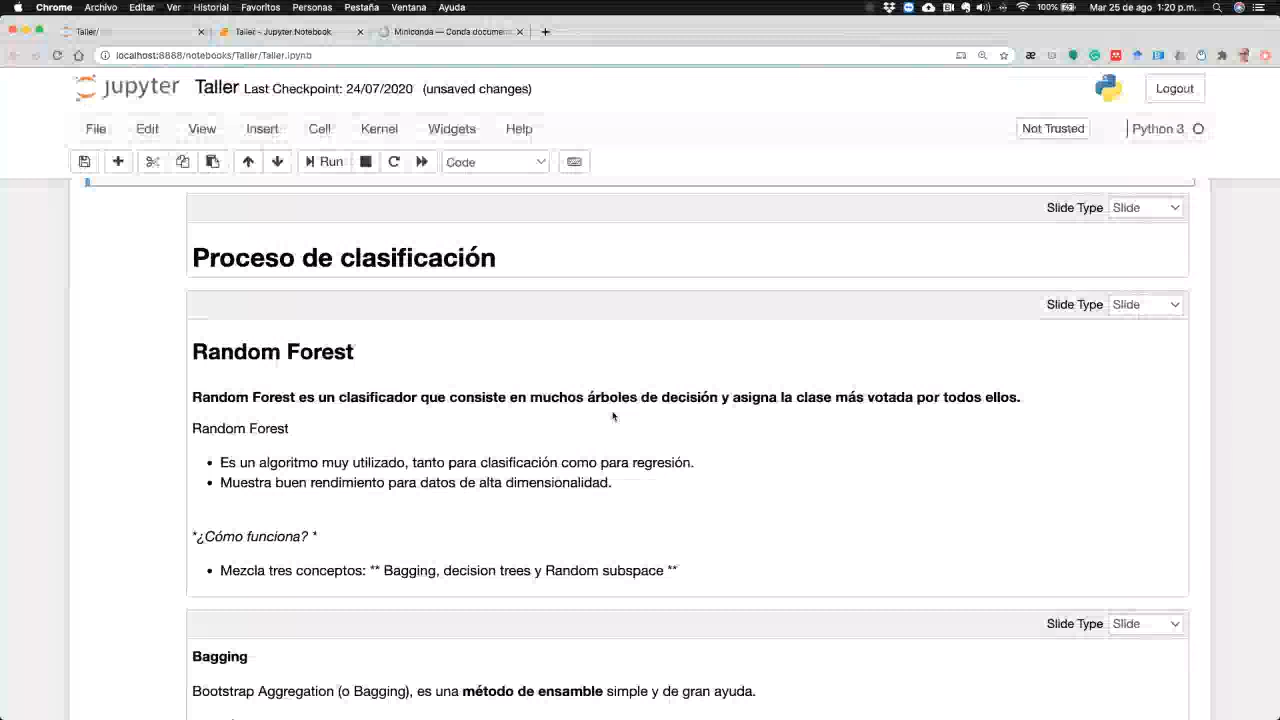 Chrome Archivo Editar Ver Historial Favoritos Personas Pestaña Ventana Ayuda 100% Mar 25 de ago 1:20 p.m.
Taller/ Taller - Jupyter Notebook Miniconda — Conda documen
localhost:8888/notebooks/Taller/Taller.ipynb
jupyter Taller Last Checkpoint: 24/07/2020 (unsaved changes) Logout
File Edit View Insert Cell Kernel Widgets Help Not Trusted Python 3
Run Code
Slide Type Slide
Proceso de clasificación
Slide Type Slide
Random Forest
Random Forest es un clasificador que consiste en muchos árboles de decisión y asigna la clase más votada por todos ellos.
Random Forest
• Es un algoritmo muy utilizado, tanto para clasificación como para regresión.
• Muestra buen rendimiento para datos de alta dimensionalidad.
*¿Cómo funciona? *
• Mezcla tres conceptos: ** Bagging, decision trees y Random subspace **
Slide Type Slide
Bagging
Bootstrap Aggregation (o Bagging), es una método de ensamble simple y de gran ayuda.